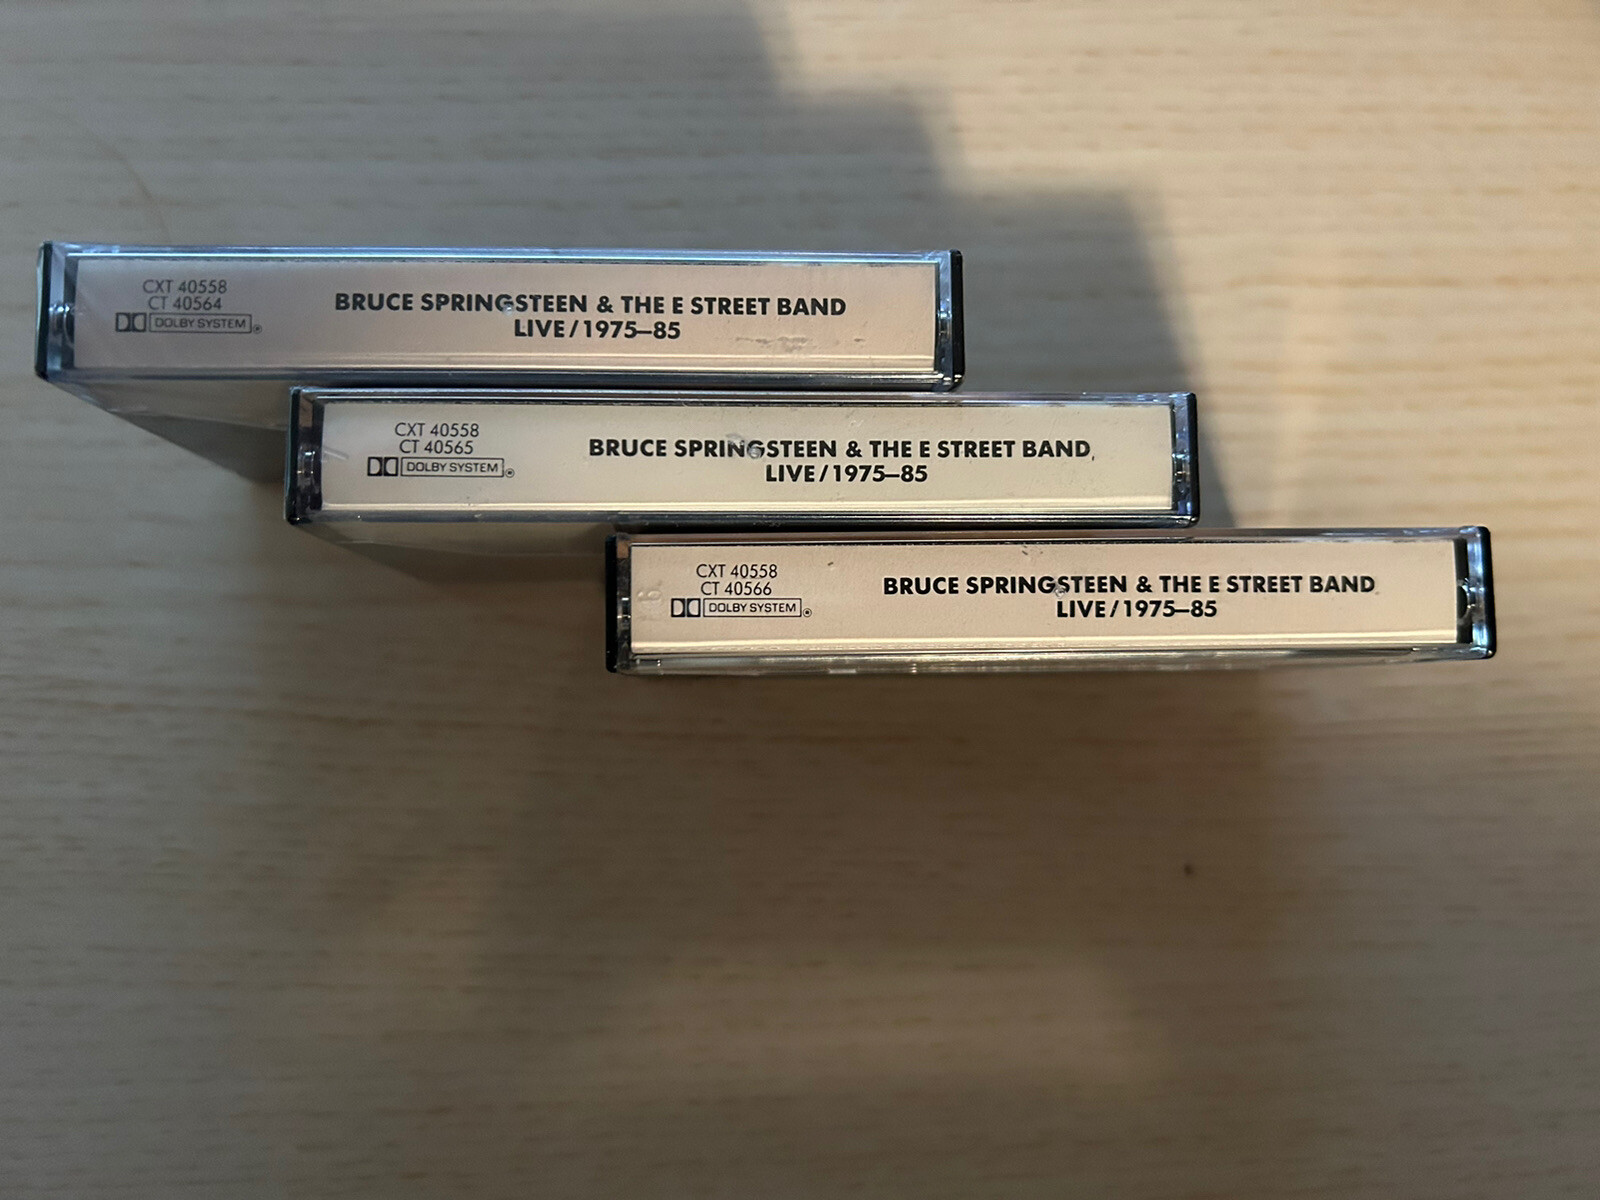 CXT 40558
CT 40564
DOLBY SYSTEM®
BRUCE SPRINGSTEEN & THE E STREET BAND
LIVE/1975–85
CXT 40558
CT 40565
DOLBY SYSTEM®
BRUCE SPRINGSTEEN & THE E STREET BAND
LIVE/1975–85
CXT 40558
CT 40566
DOLBY SYSTEM®
BRUCE SPRINGSTEEN & THE E STREET BAND
LIVE/1975–85